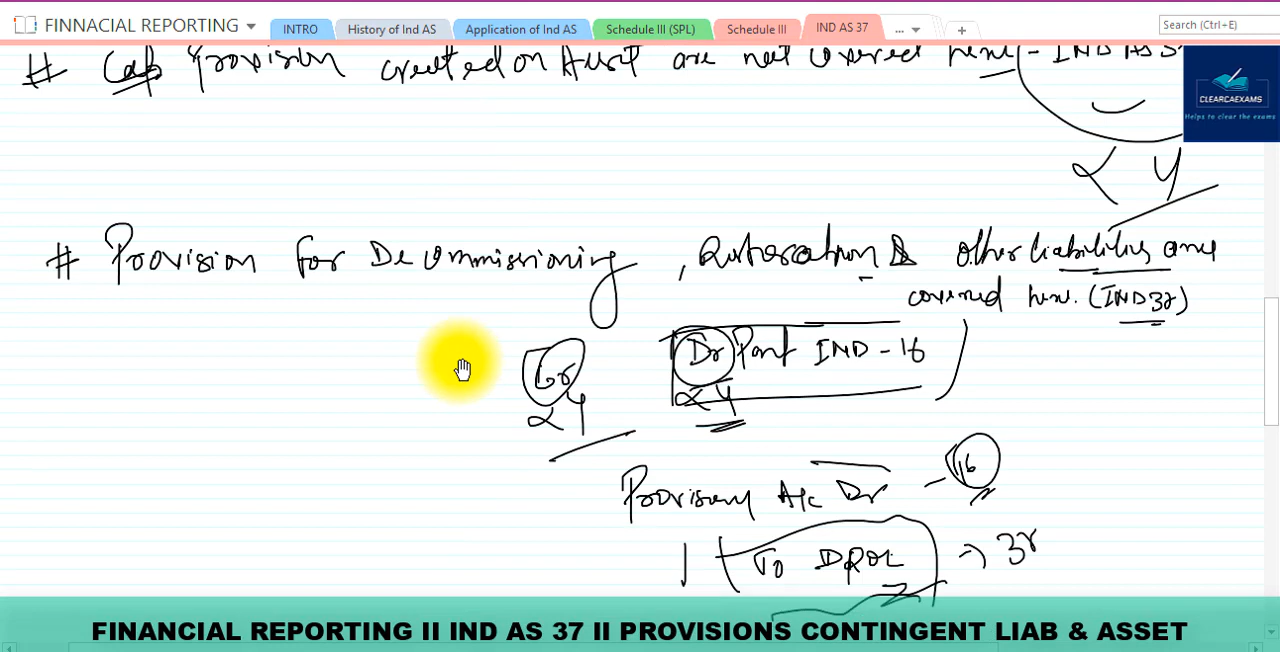 FINNACIAL REPORTING
INTRO
History of Ind AS
Application of Ind AS
Schedule III (SPL)
Schedule III
IND AS 37
...
Search (Ctrl+E)
# Provision created on Asset are not covered here - IND AS
CLEARCAEXAMS
Helps to clear the exams
# Provision for Decommissioning, & other liabilities are
covered here. (IND 37)
Cr Dr Part IND - 16
Provision A/c Dr - 16
To DROL => 37
FINANCIAL REPORTING II IND AS 37 II PROVISIONS CONTINGENT LIAB & ASSET